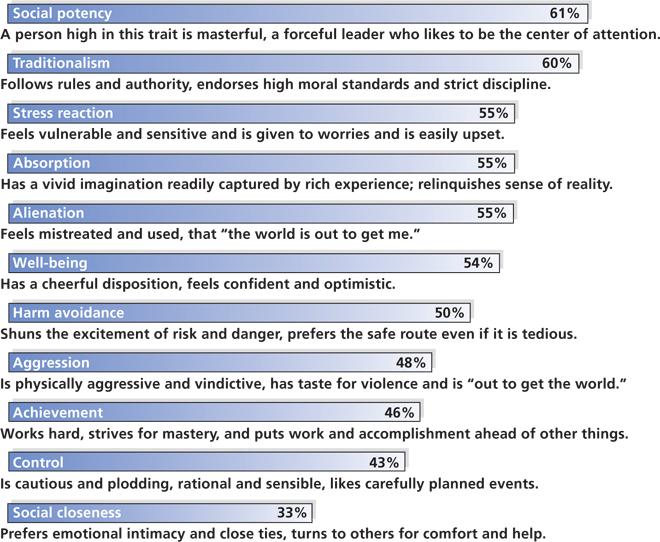 Social potency 61%
A person high in this trait is masterful, a forceful leader who likes to be the center of attention.
Traditionalism 60%
Follows rules and authority, endorses high moral standards and strict discipline.
Stress reaction 55%
Feels vulnerable and sensitive and is given to worries and is easily upset.
Absorption 55%
Has a vivid imagination readily captured by rich experience; relinquishes sense of reality.
Alienation 55%
Feels mistreated and used, that “the world is out to get me.”
Well-being 54%
Has a cheerful disposition, feels confident and optimistic.
Harm avoidance 50%
Shuns the excitement of risk and danger, prefers the safe route even if it is tedious.
Aggression 48%
Is physically aggressive and vindictive, has taste for violence and is “out to get the world.”
Achievement 46%
Works hard, strives for mastery, and puts work and accomplishment ahead of other things.
Control 43%
Is cautious and plodding, rational and sensible, likes carefully planned events.
Social closeness 33%
Prefers emotional intimacy and close ties, turns to others for comfort and help.